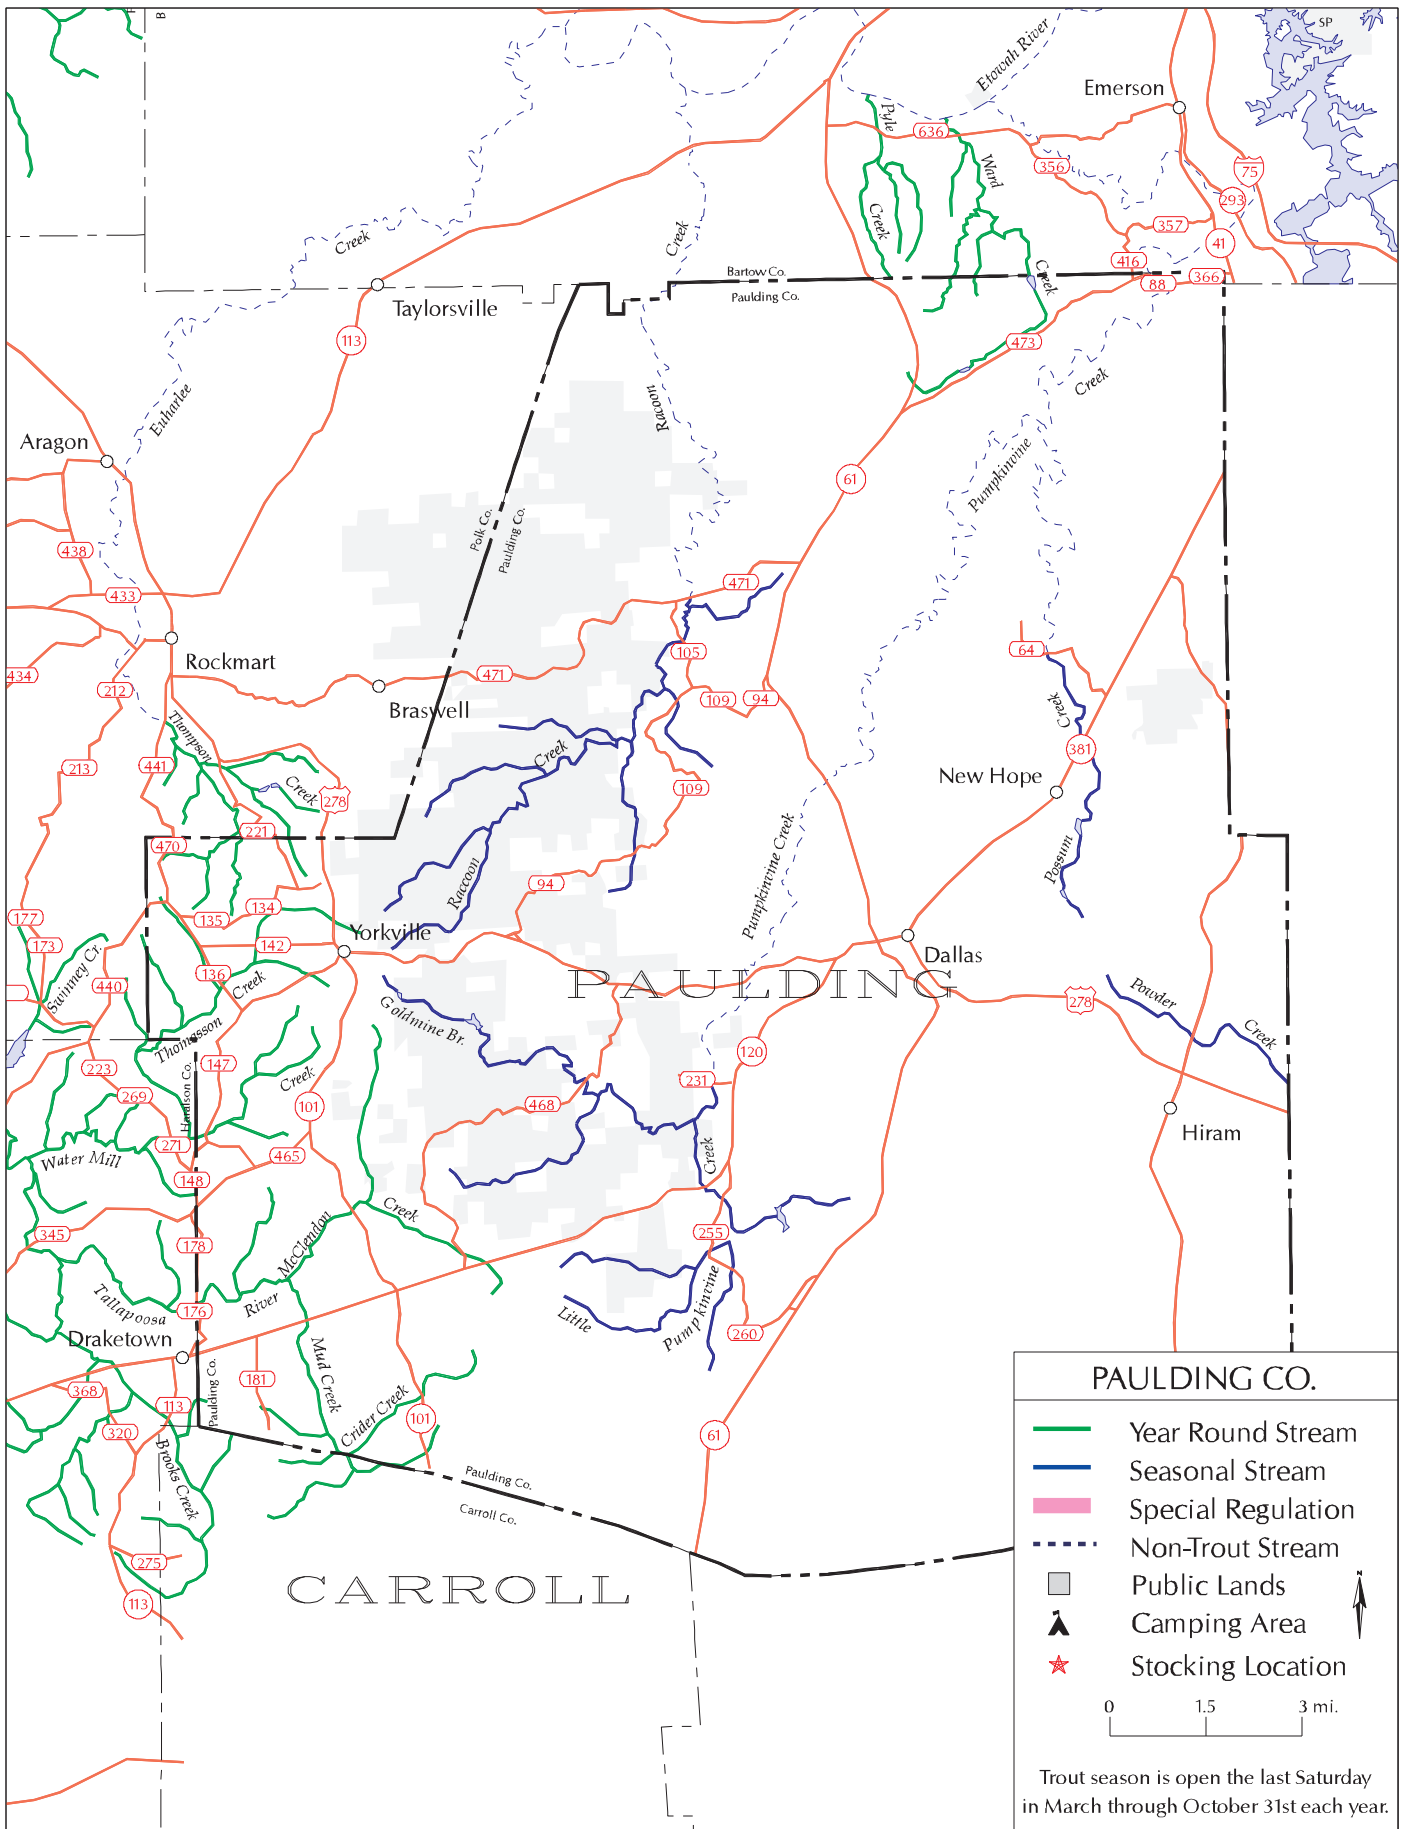 SP
Etowah River
Emerson
Pyle
636
Ward
356
75
293
357
Creek
Creek
Creek
41
416
Creek
366
88
Bartow Co.
Paulding Co.
Taylorsville
113
473
Creek
Euharlee
Racoon
Aragon
Pumpkinvine
61
Polk Co.
Paulding Co.
438
433
471
Rockmart
105
64
434
471
212
109
94
Braswell
Creek
Thompson
Creek
381
441
213
New Hope
Creek
278
109
221
470
Pumpkinvine Creek
Possum
Raccoon
94
134
135
177
Yorkville
142
173
Dallas
Swinney Cr.
136
Creek
440
PAULDING
Powder
278
Goldmine Br.
Thomasson
Creek
120
147
223
Creek
231
269
468
101
Haralson Co.
Hiram
271
465
Creek
Water Mill
148
Creek
McClendon
345
255
178
Tallapoosa
River
176
Little
Pumpkinvine
260
Draketown
Mud Creek
Paulding Co.
181
368
113
Crider Creek
101
320
61
Brooks Creek
Paulding Co.
Carroll Co.
275
113
CARROLL
PAULDING CO.
Year Round Stream
Seasonal Stream
Special Regulation
Non-Trout Stream
Public Lands
N
Camping Area
Stocking Location
0 1.5 3 mi.
Trout season is open the last Saturday
in March through October 31st each year.